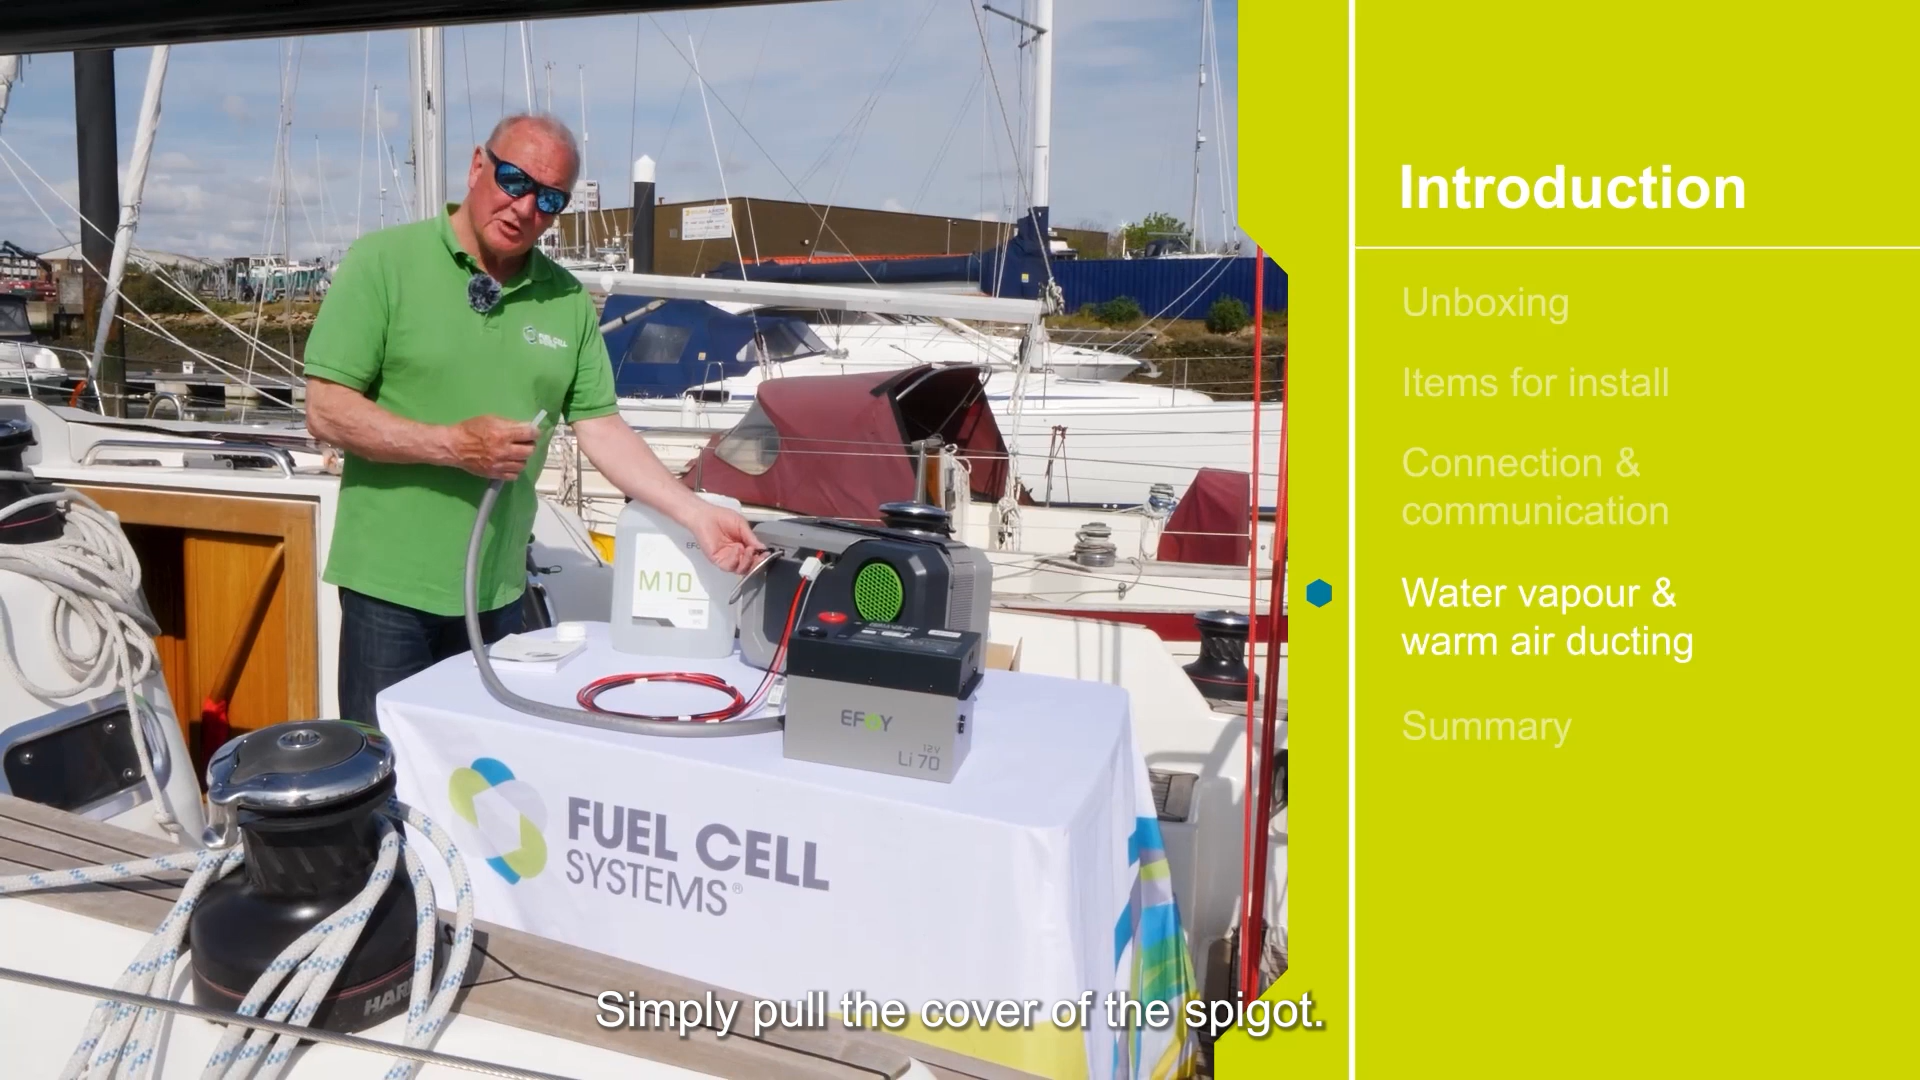 Introduction
Unboxing
Items for install
Connection &
communication
Water vapour &
warm air ducting
Summary
M10
EFOY
12V
Li 70
FUEL CELL
SYSTEMS®
Simply pull the cover of the spigot.